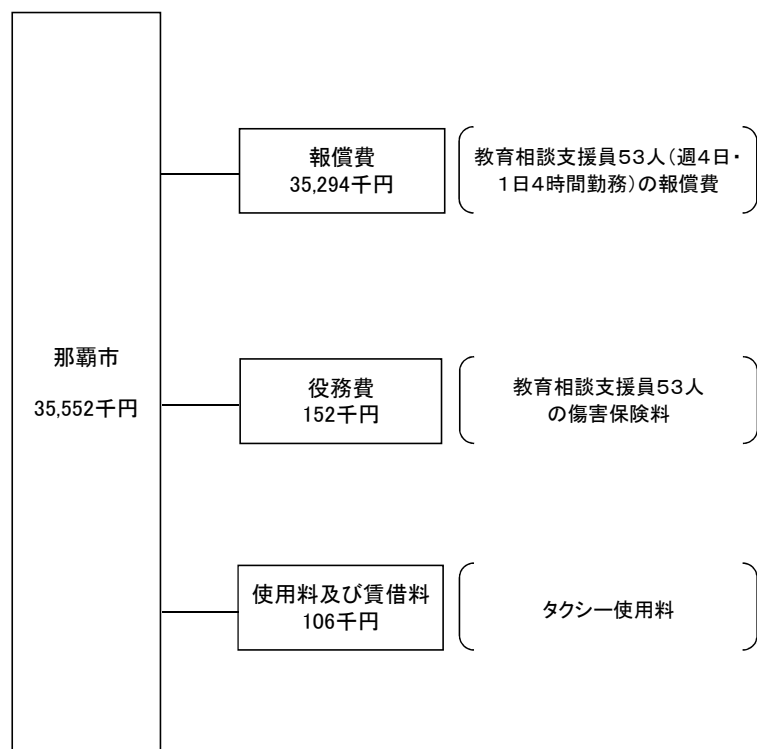 那覇市
35,552千円
報償費
35,294千円
教育相談支援員53人（週4日・
1日4時間勤務）の報償費
役務費
152千円
教育相談支援員53人
の傷害保険料
使用料及び賃借料
106千円
タクシー使用料